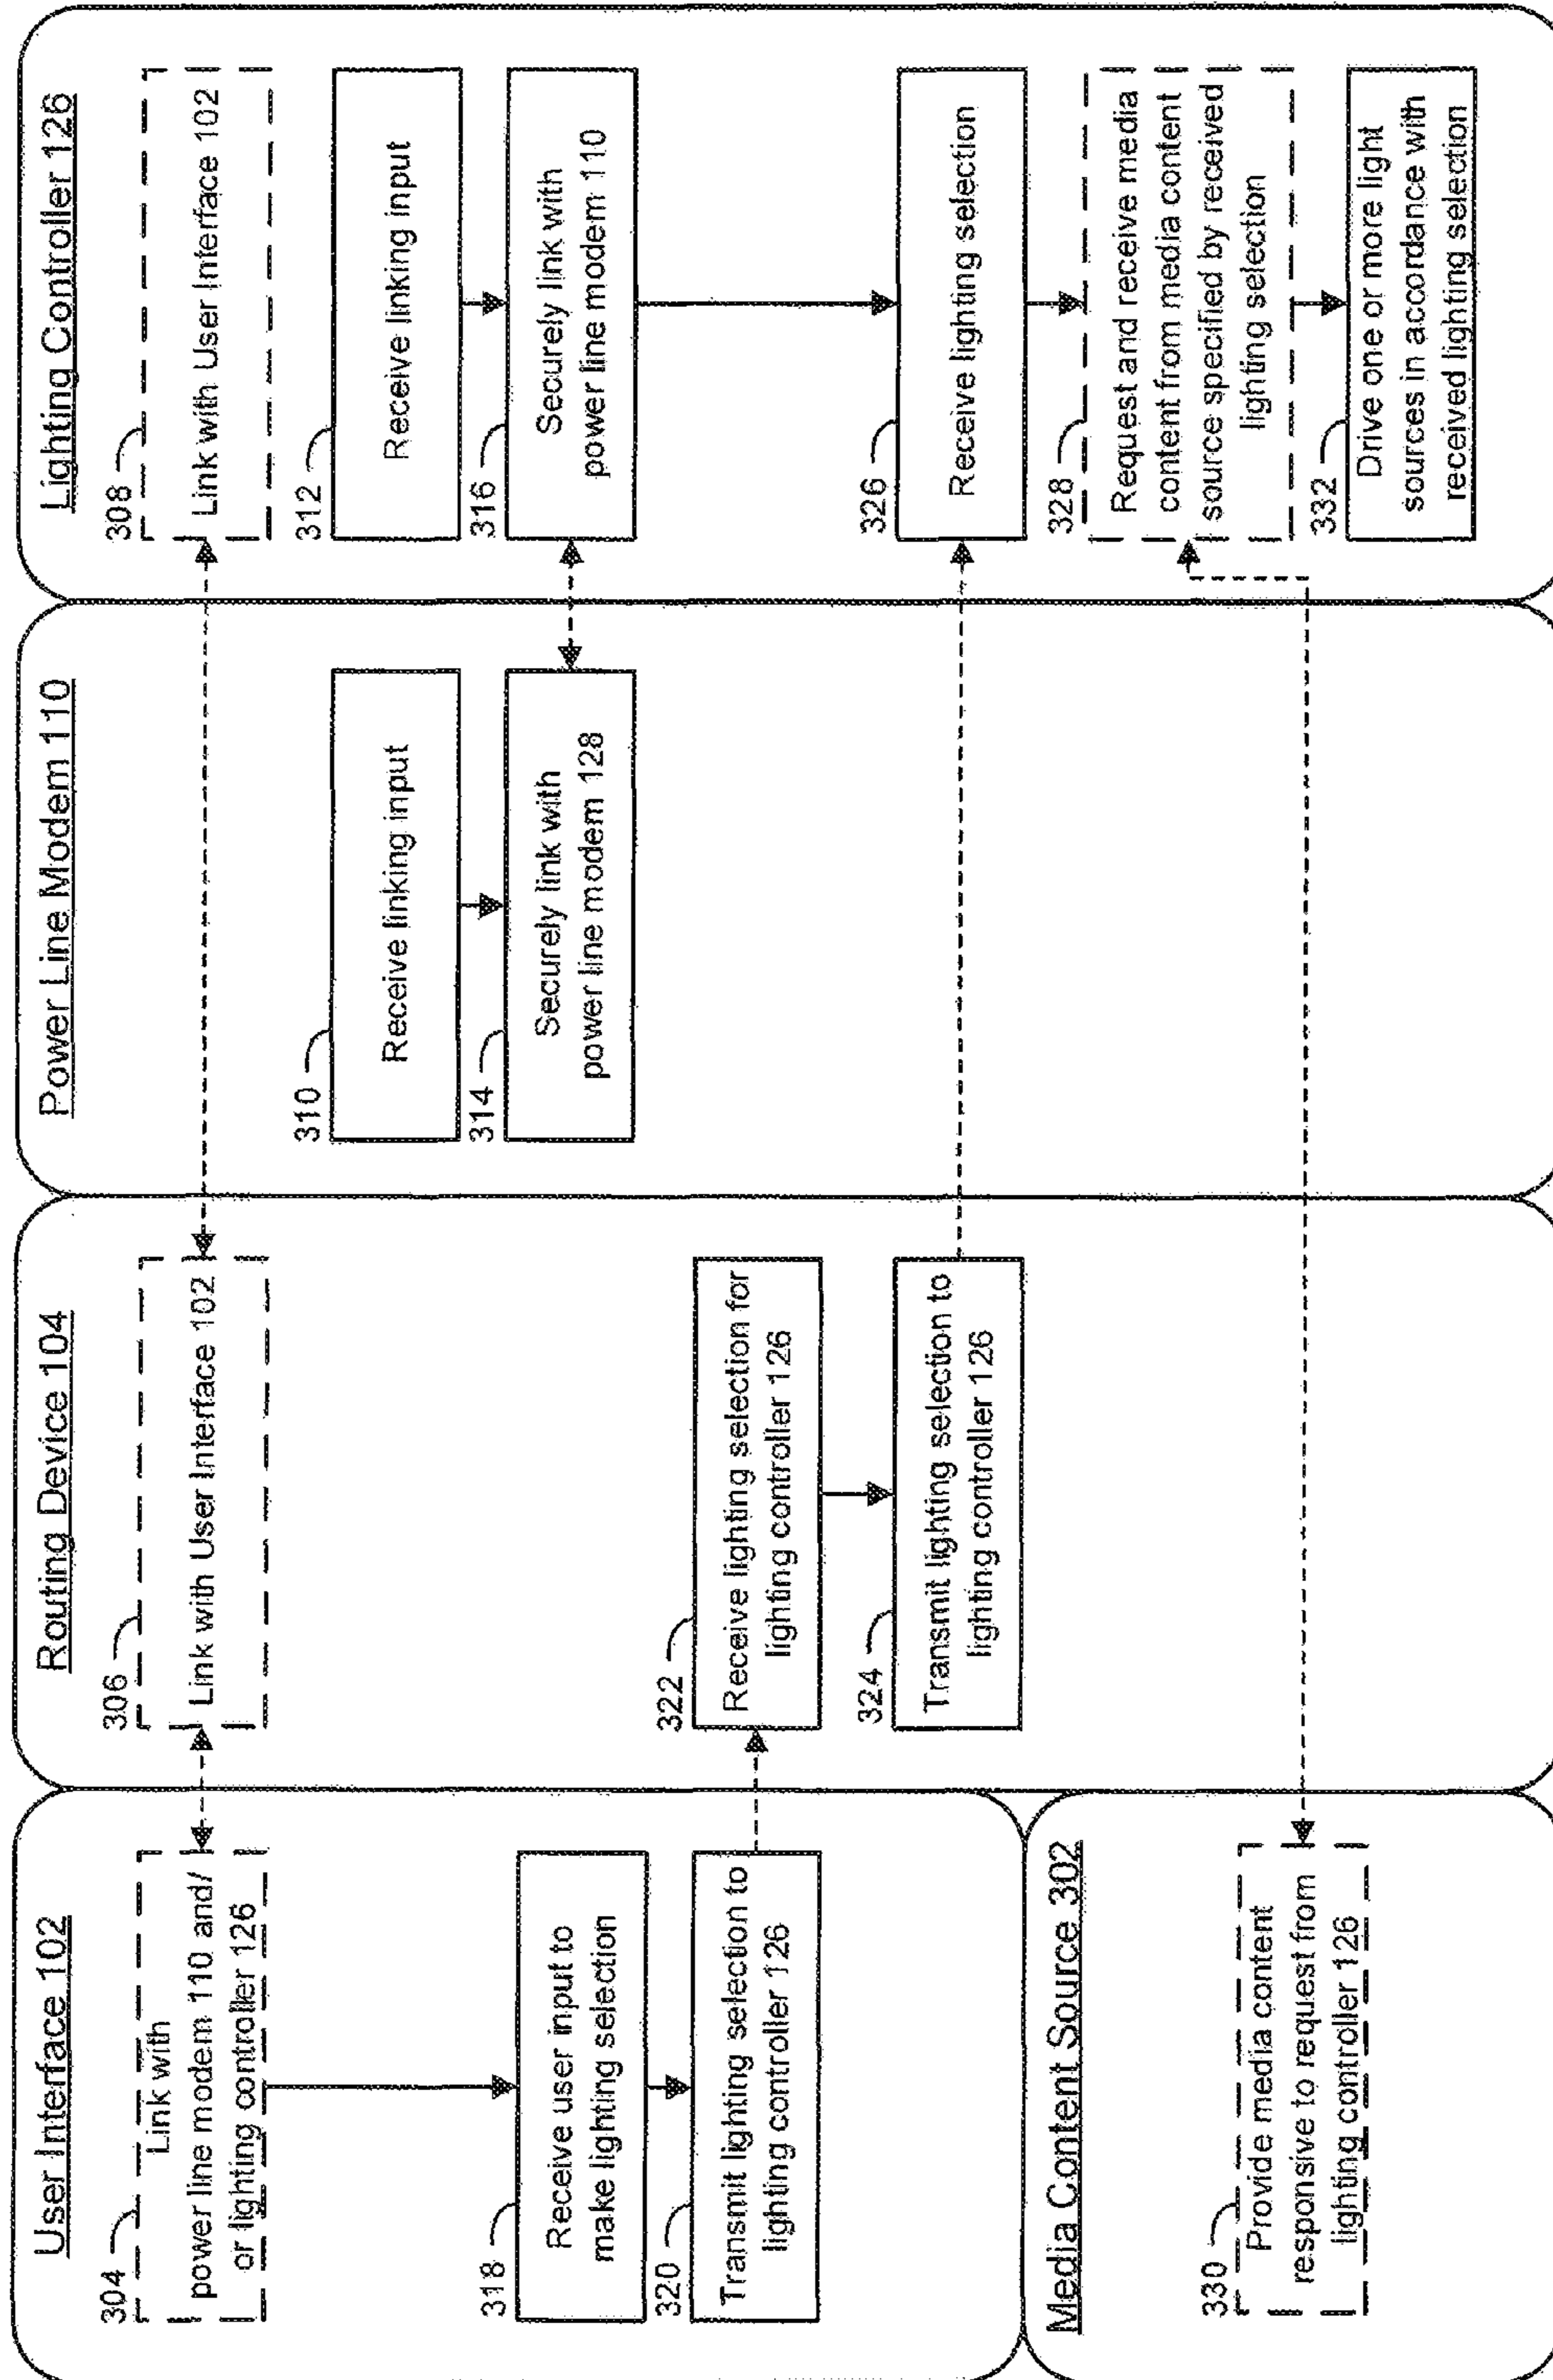 User Interface 102
304
Link with
power line modem 110 and/
or lighting controller 126
318
Receive user input to
make lighting selection
320
Transmit lighting selection to
lighting controller 126
Media Content Source 302
330
Provide media content
responsive to request from
lighting controller 126
Routing Device 104
306
Link with User Interface 102
322
Receive lighting selection for
lighting controller 126
324
Transmit lighting selection to
lighting controller 126
Power Line Modem 110
310
Receive linking input
314
Securely link with
power line modem 128
Lighting Controller 126
308
Link with User Interface 102
312
Receive linking input
316
Securely link with
power line modem 110
326
Receive lighting selection
328
Request and receive media
content from media content
source specified by received
lighting selection
332
Drive one or more light
sources in accordance with
received lighting selection